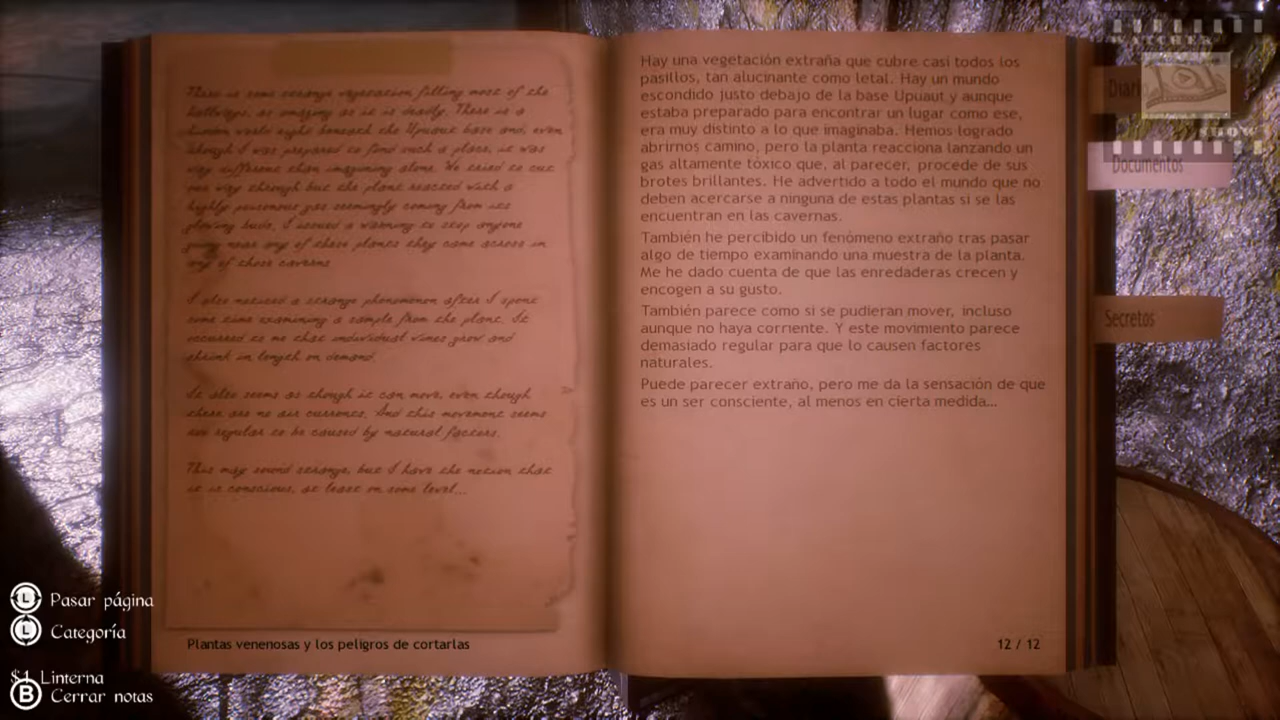 There is some strange vegetation filling most of the
hallways, as amazing as it is deadly. There is a
hidden world right beneath the Upuaut base and, even
though I was prepared to find such a place, it was
way different than imagining alone. We tried to cut
our way through but the plant reacted with a
highly poisonous gas seemingly coming from its
glowing buds. I issued a warning to stop anyone
going near any of these plants they came across in
any of those caverns
I also noticed a strange phenomenon after I spent
some time examining a sample from the plant. It
occurred to me that individual vines grow and
shrink in length on demand.
It also seems as though it can move, even though
there are no air currents. And this movement seems
too regular to be caused by natural factors.
This may sound strange, but I have the notion that
it is conscious, at least on some level...
Plantas venenosas y los peligros de cortarlas
Hay una vegetación extraña que cubre casi todos los
pasillos, tan alucinante como letal. Hay un mundo
escondido justo debajo de la base Upuaut y aunque
estaba preparado para encontrar un lugar como ese,
era muy distinto a lo que imaginaba. Hemos logrado
abrirnos camino, pero la planta reacciona lanzando un
gas altamente tóxico que, al parecer, procede de sus
brotes brillantes. He advertido a todo el mundo que no
deben acercarse a ninguna de estas plantas si se las
encuentran en las cavernas.
También he percibido un fenómeno extraño tras pasar
algo de tiempo examinando una muestra de la planta.
Me he dado cuenta de que las enredaderas crecen y
encogen a su gusto.
También parece como si se pudieran mover, incluso
aunque no haya corriente. Y este movimiento parece
demasiado regular para que lo causen factores
naturales.
Puede parecer extraño, pero me da la sensación de que
es un ser consciente, al menos en cierta medida...
12 / 12
WATCHER
SHOW
Documentos
Secretos
L Pasar página
L Categoría
$1 Linterna
B Cerrar notas